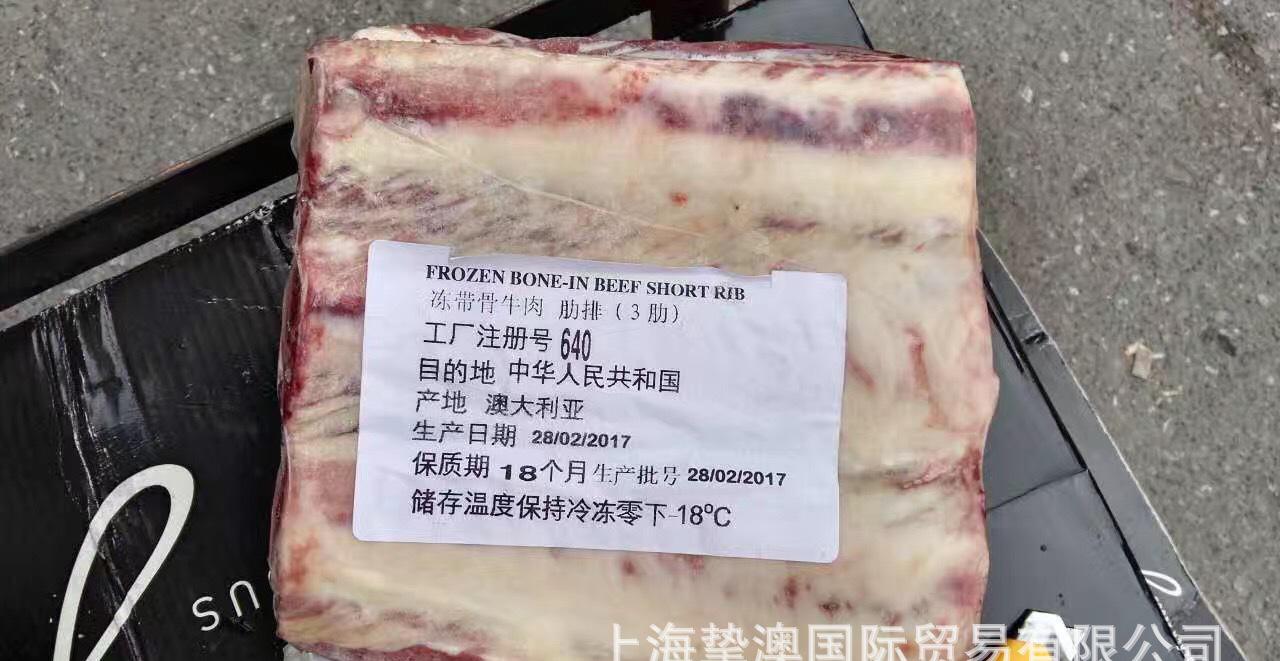 FROZEN BONE-IN BEEF SHORT RIB
冻带骨牛肉 肋排（3肋）
工厂注册号 640
目的地 中华人民共和国
产地 澳大利亚
生产日期 28/02/2017
保质期 18个月 生产批号 28/02/2017
储存温度保持冷冻零下-18℃
sn
上海挚澳国际贸易有限公司